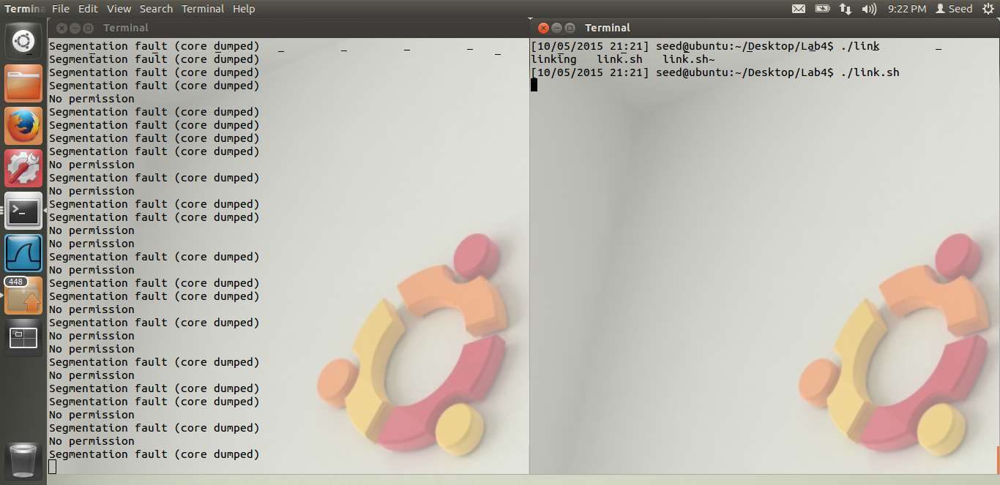 Termina File Edit View Search Terminal Help 9:22 PM Seed
Terminal
Segmentation fault (core dumped)
Segmentation fault (core dumped)
Segmentation fault (core dumped)
Segmentation fault (core dumped)
No permission
Segmentation fault (core dumped)
Segmentation fault (core dumped)
Segmentation fault (core dumped)
Segmentation fault (core dumped)
No permission
Segmentation fault (core dumped)
No permission
Segmentation fault (core dumped)
Segmentation fault (core dumped)
No permission
No permission
Segmentation fault (core dumped)
No permission
Segmentation fault (core dumped)
Segmentation fault (core dumped)
No permission
Segmentation fault (core dumped)
No permission
No permission
Segmentation fault (core dumped)
No permission
Segmentation fault (core dumped)
Segmentation fault (core dumped)
No permission
Segmentation fault (core dumped)
No permission
Segmentation fault (core dumped)
Terminal
[10/05/2015 21:21] seed@ubuntu:~/Desktop/Lab4$ ./link
linking link.sh link.sh~
[10/05/2015 21:21] seed@ubuntu:~/Desktop/Lab4$ ./link.sh
448